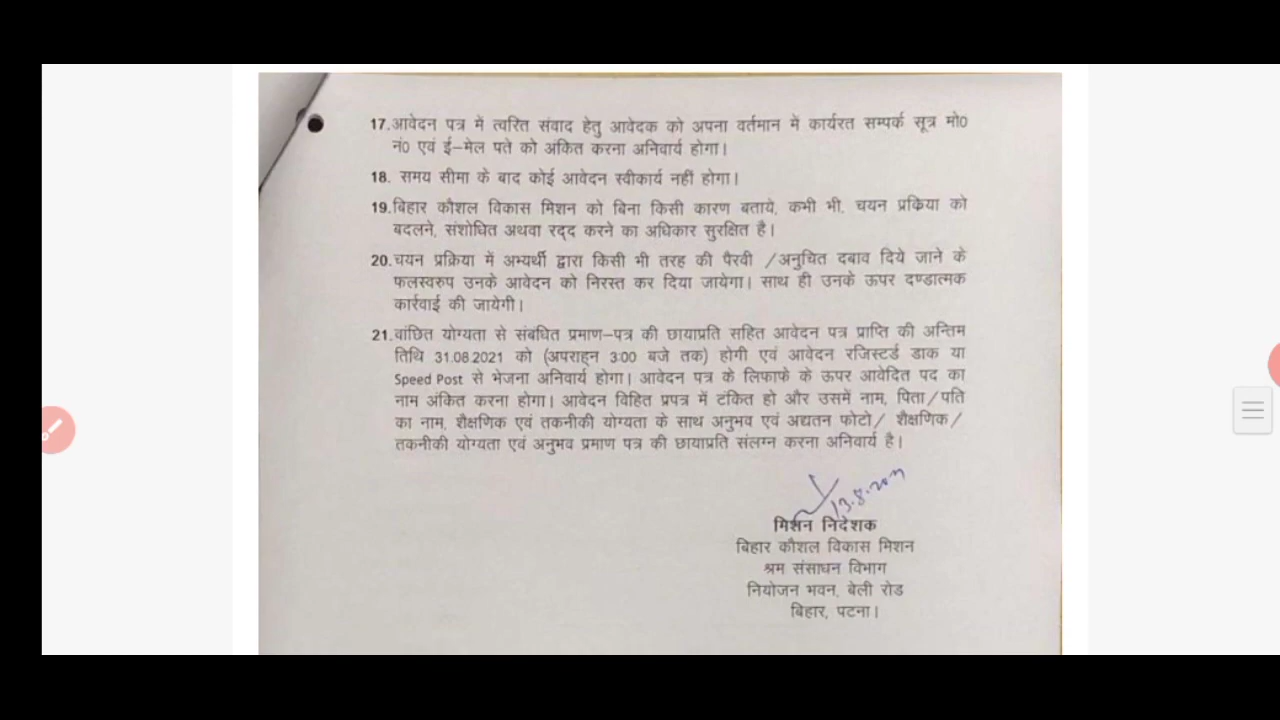 17.आवेदन पत्र में त्वरित संवाद हेतु आवेदक को अपना वर्तमान में कार्यरत सम्पर्क सूत्र मो0
नं0 एवं ई–मेल पते को अंकित करना अनिवार्य होगा।
18. समय सीमा के बाद कोई आवेदन स्वीकार्य नहीं होगा।
19.बिहार कौशल विकास मिशन को बिना किसी कारण बताये, कभी भी, चयन प्रक्रिया को
बदलने, संशोधित अथवा रद्द करने का अधिकार सुरक्षित है।
20.चयन प्रक्रिया में अभ्यर्थी द्वारा किसी भी तरह की पैरवी /अनुचित दबाव दिये जाने के
फलस्वरुप उनके आवेदन को निरस्त कर दिया जायेगा। साथ ही उनके ऊपर दण्डात्मक
कार्रवाई की जायेगी।
21.वांछित योग्यता से संबंधित प्रमाण–पत्र की छायाप्रति सहित आवेदन पत्र प्राप्ति की अन्तिम
तिथि 31.08.2021 को (अपराहन 3:00 बजे तक) होगी एवं आवेदन रजिस्टर्ड डाक या
Speed Post से भेजना अनिवार्य होगा। आवेदन पत्र के लिफाफे के ऊपर आवेदित पद का
नाम अंकित करना होगा। आवेदन विहित प्रपत्र में टंकित हो और उसमें नाम, पिता/पति
का नाम, शैक्षणिक एवं तकनीकी योग्यता के साथ अनुभव एवं अद्यतन फोटो/ शैक्षणिक/
तकनीकी योग्यता एवं अनुभव प्रमाण पत्र की छायाप्रति संलग्न करना अनिवार्य है।
मिशन निदेशक
बिहार कौशल विकास मिशन
श्रम संसाधन विभाग
नियोजन भवन, बेली रोड
बिहार, पटना।